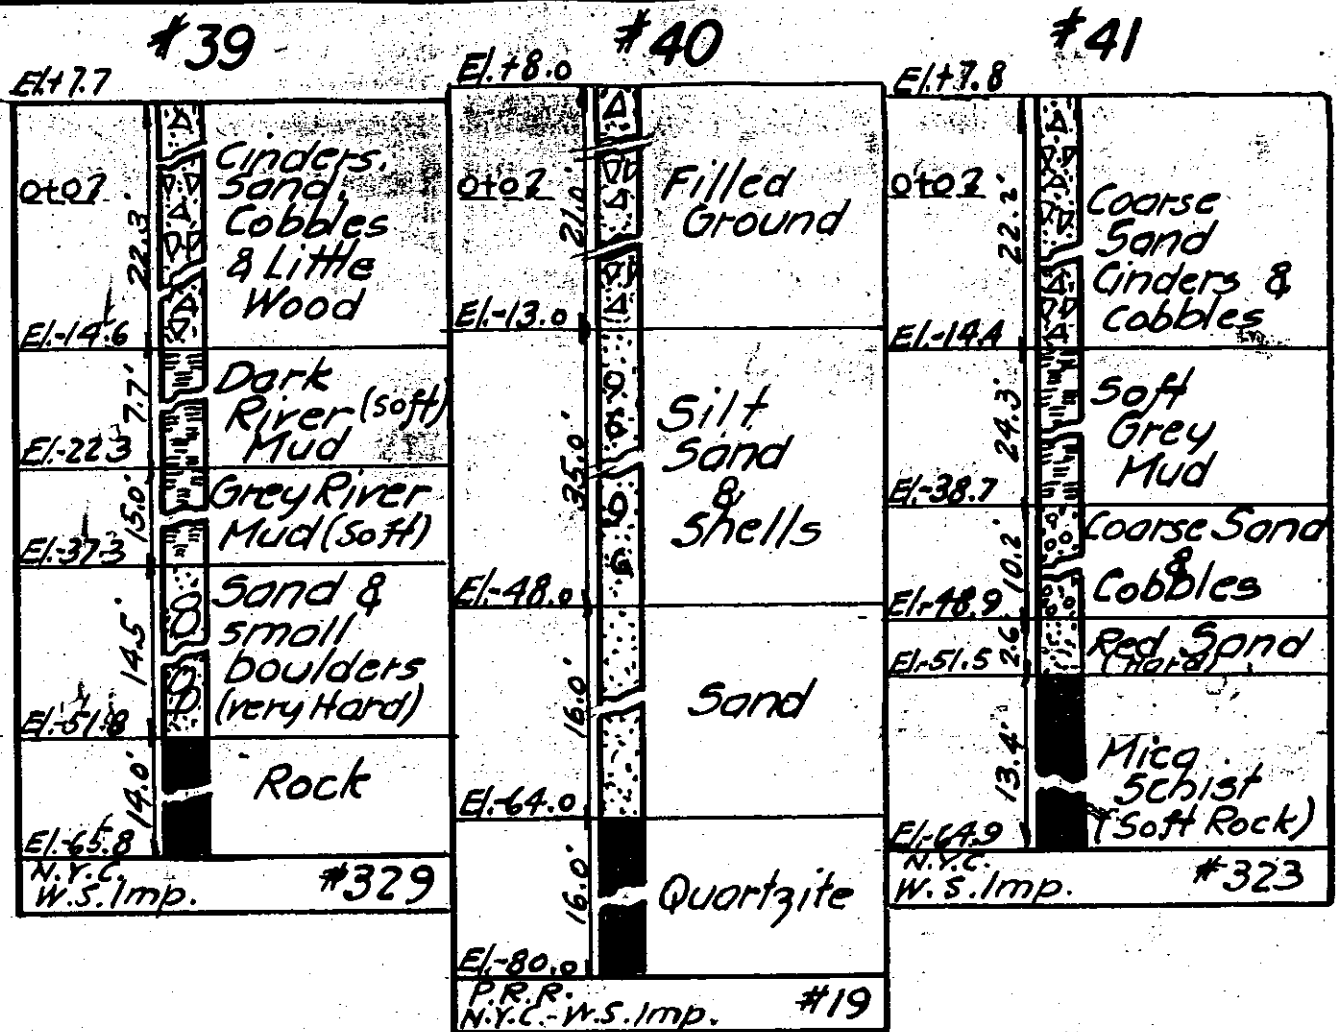 #39
El.+7.7
0to2
22.3'
Cinders,
Sand,
Cobbles
& Little
Wood
El.-14.6
7.7'
Dark
River (soft)
Mud
El.-22.3
15.0'
Grey River
Mud (Soft)
El.-37.3
14.5'
Sand &
small
boulders
(very Hard)
El.-51.8
14.0'
Rock
El.-65.8
N.Y.C.
W.S. Imp.
#329
#40
El.+8.0
0to2
21.0'
Filled
Ground
El.-13.0
35.0'
Silt
Sand
&
Shells
El.-48.0
16.0'
Sand
El.-64.0
16.0'
Quartzite
El.-80.0
P.R.R.
N.Y.C.-W.S. Imp.
#19
#41
El.+7.8
0to2
22.2'
Coarse
Sand
Cinders &
Cobbles
El.-14.4
24.3'
Soft
Grey
Mud
El.-38.7
10.2'
Coarse Sand
&
Cobbles
El.-48.9
2.6'
Red Sand
(Hard)
El.-51.5
13.4'
Mica
Schist
(Soft Rock)
El.-64.9
N.Y.C.
W.S. Imp.
#323